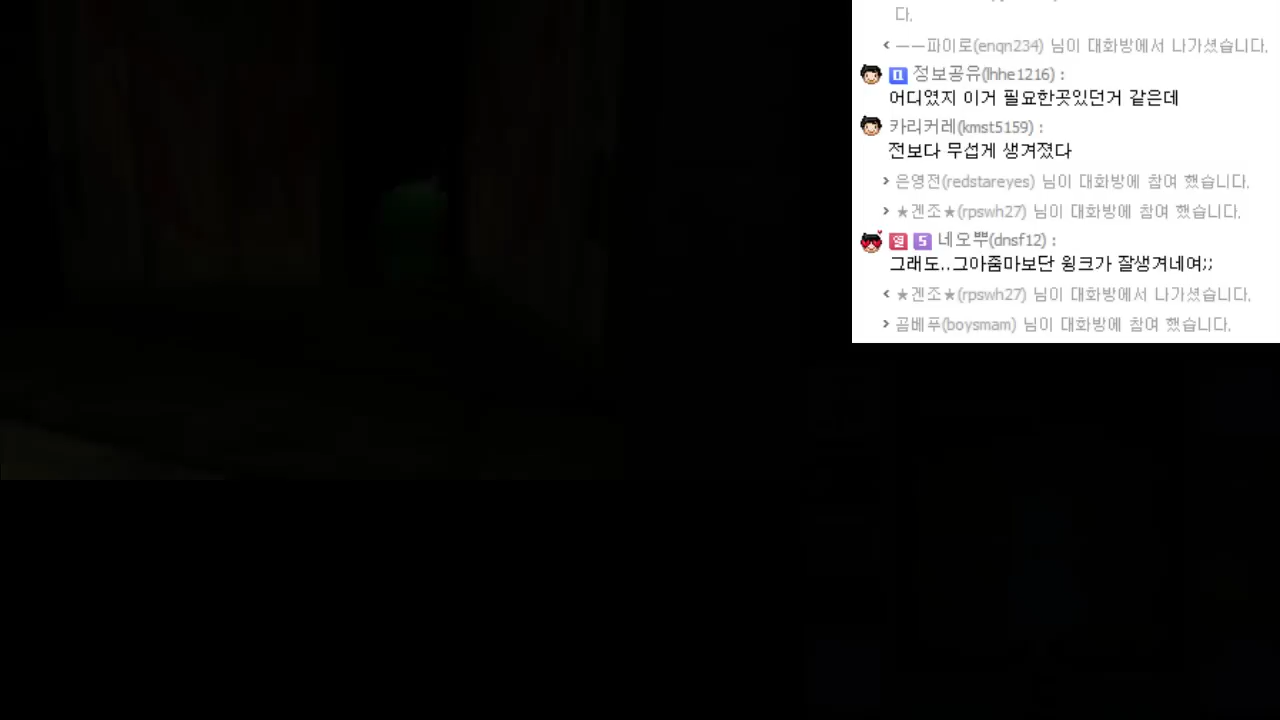 다.
< ——파이로(enqn234) 님이 대화방에서 나가셨습니다.
정보공유(lhhe1216) :
어디였지 이거 필요한곳있던거 같은데
카리커레(kmst5159) :
전보다 무섭게 생겨졌다
> 은영전(redstareyes) 님이 대화방에 참여 했습니다.
> ★겐조★(rpswh27) 님이 대화방에 참여 했습니다.
열 5 네오뿌(dnsf12) :
그래도..그아줌마보단 윙크가 잘생겨네여;;
< ★겐조★(rpswh27) 님이 대화방에서 나가셨습니다.
> 곰베푸(boysmam) 님이 대화방에 참여 했습니다.